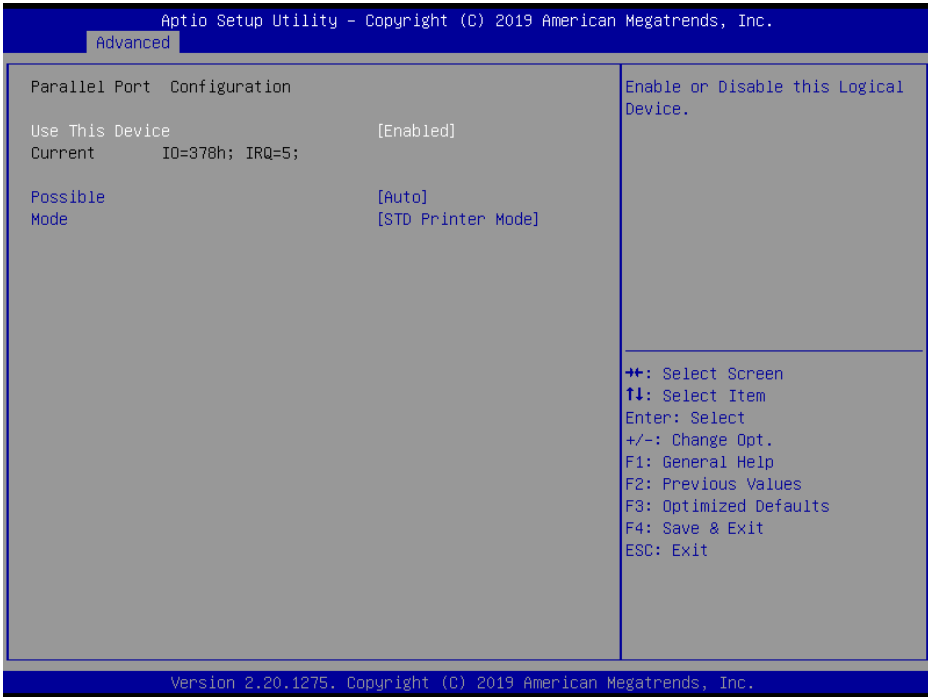 Aptio Setup Utility – Copyright (C) 2019 American Megatrends, Inc.
Advanced
Parallel Port Configuration
Use This Device [Enabled]
Current IO=378h; IRQ=5;
Possible [Auto]
Mode [STD Printer Mode]
Enable or Disable this Logical
Device.
→←: Select Screen
↑↓: Select Item
Enter: Select
+/-: Change Opt.
F1: General Help
F2: Previous Values
F3: Optimized Defaults
F4: Save & Exit
ESC: Exit
Version 2.20.1275. Copyright (C) 2019 American Megatrends, Inc.